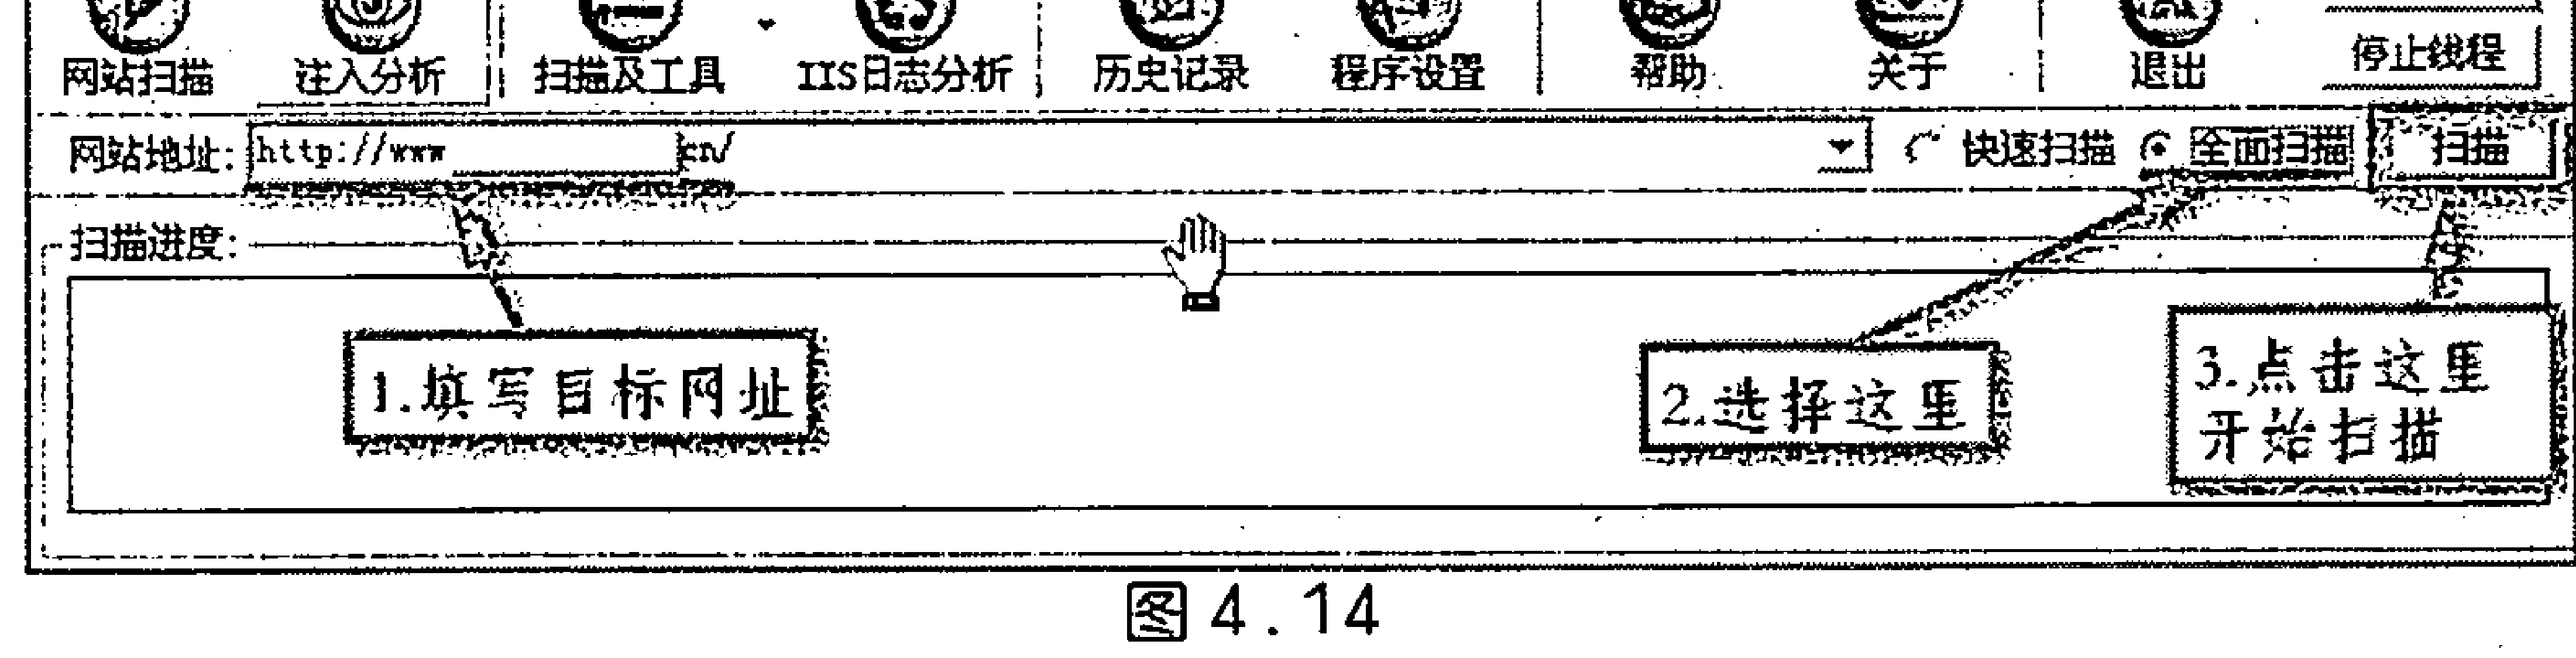 网站扫描 注入分析 扫描及工具 IIS日志分析 历史记录 程序设置 帮助 关于 退出 停止线程
网站地址: http://www cn/ 快速扫描 全面扫描 扫描
扫描进度:
1.填写目标网址
2.选择这里
3.点击这里
开始扫描
图 4.14